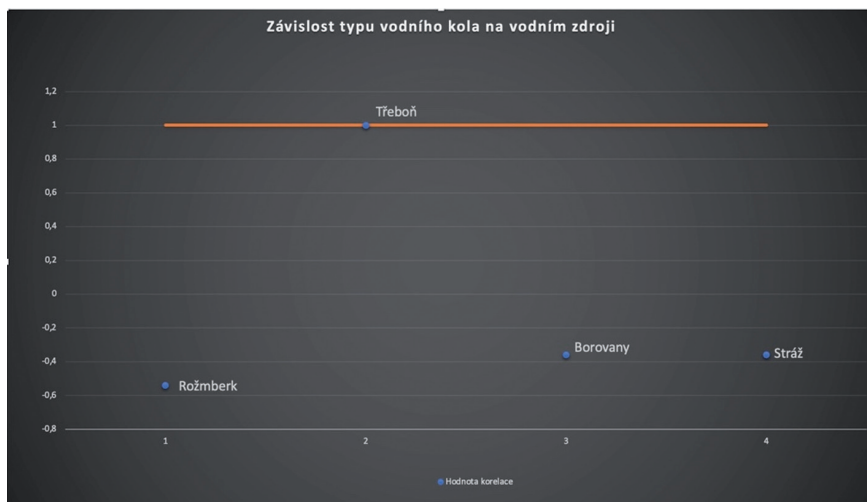 Závislost typu vodního kola na vodním zdroji
1,2
Třeboň
1
0,8
0,6
0,4
0,2
0
-0,2
Borovany
Stráž
-0,4
Rožmberk
-0,6
-0,8
1 2 3 4
Hodnota korelace